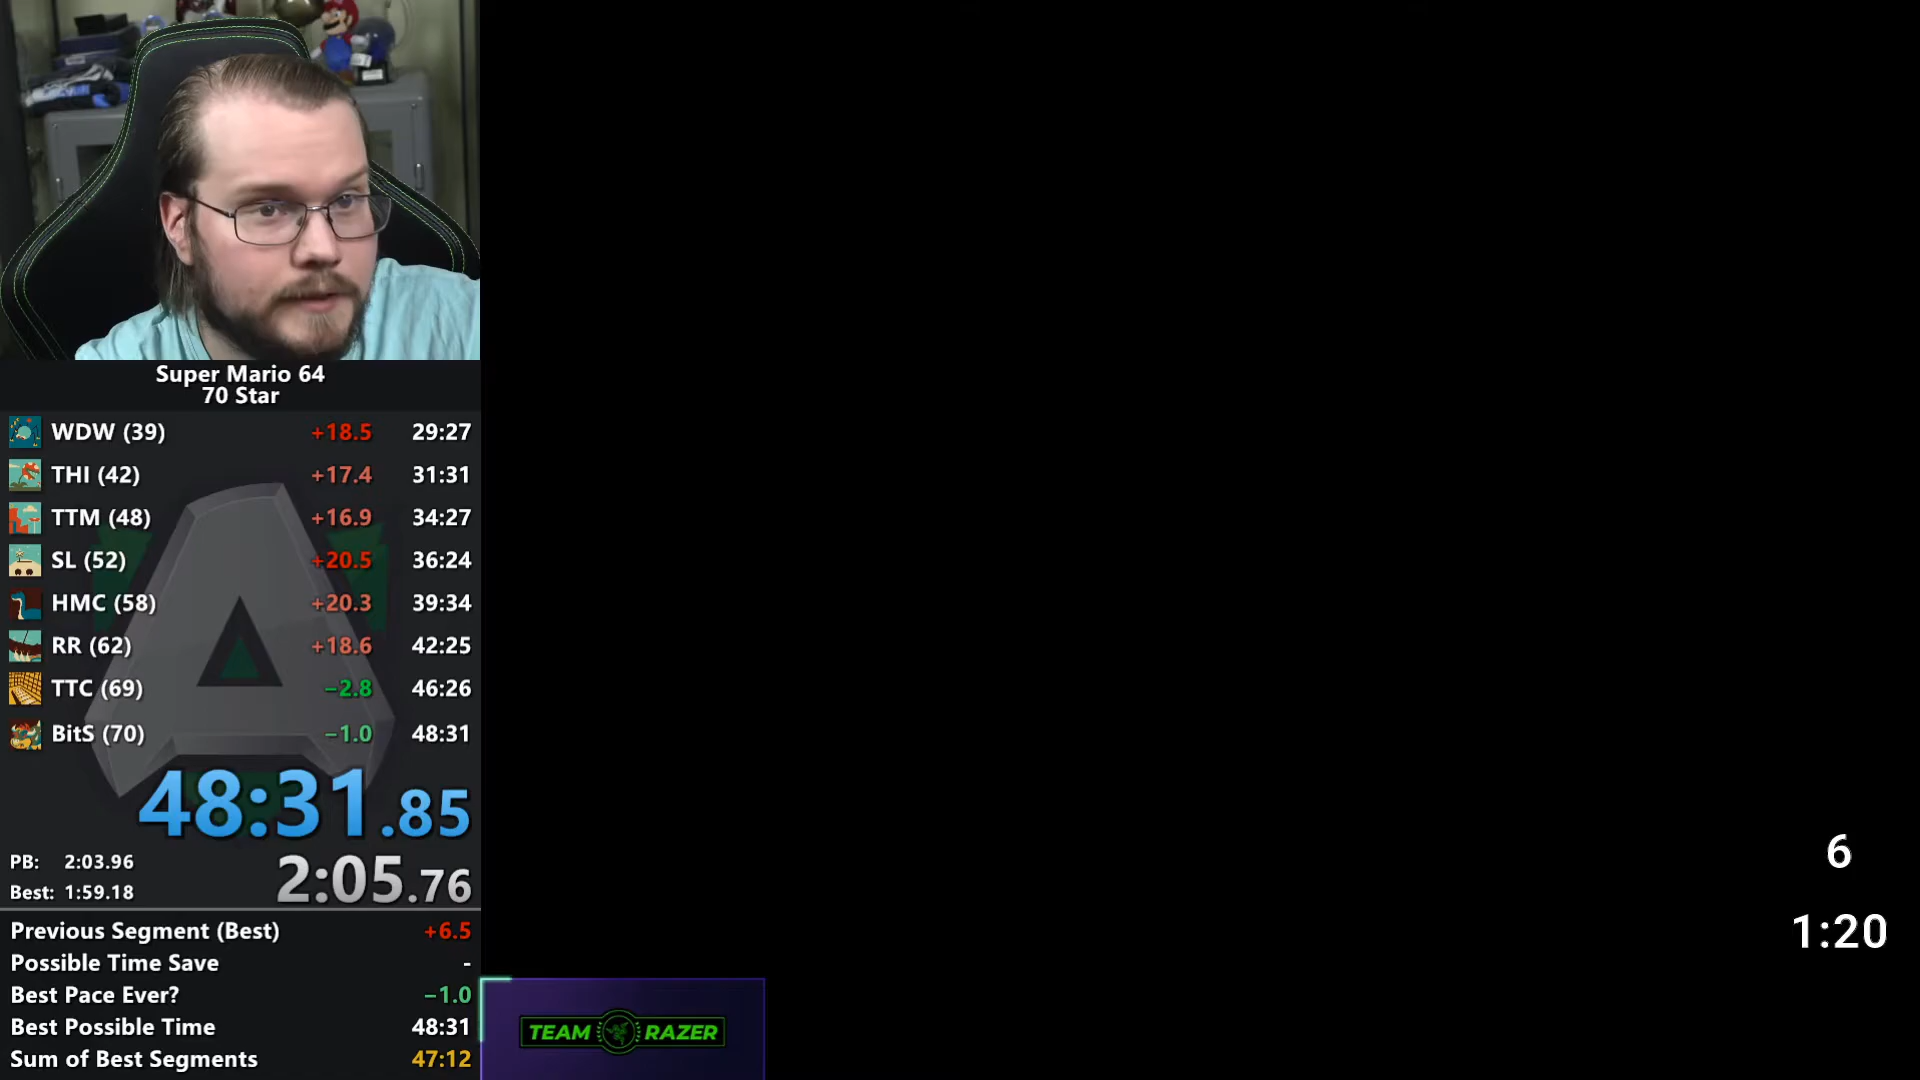 Super Mario 64
70 Star
WDW (39) +18.5 29:27
THI (42) +17.4 31:31
TTM (48) +16.9 34:27
SL (52) +20.5 36:24
HMC (58) +20.3 39:34
RR (62) +18.6 42:25
TTC (69) −2.8 46:26
BitS (70) −1.0 48:31
48:31.85
PB: 2:03.96
2:05.76
Best: 1:59.18
Previous Segment (Best) +6.5
Possible Time Save -
Best Pace Ever? −1.0
Best Possible Time 48:31
Sum of Best Segments 47:12
6
1:20
TEAM RAZER